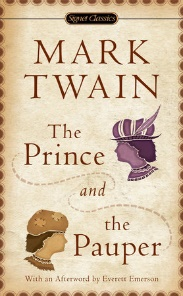 Signet Classics
MARK
TWAIN
The
Prince
and
the
Pauper
With an Afterword by Everett Emerson